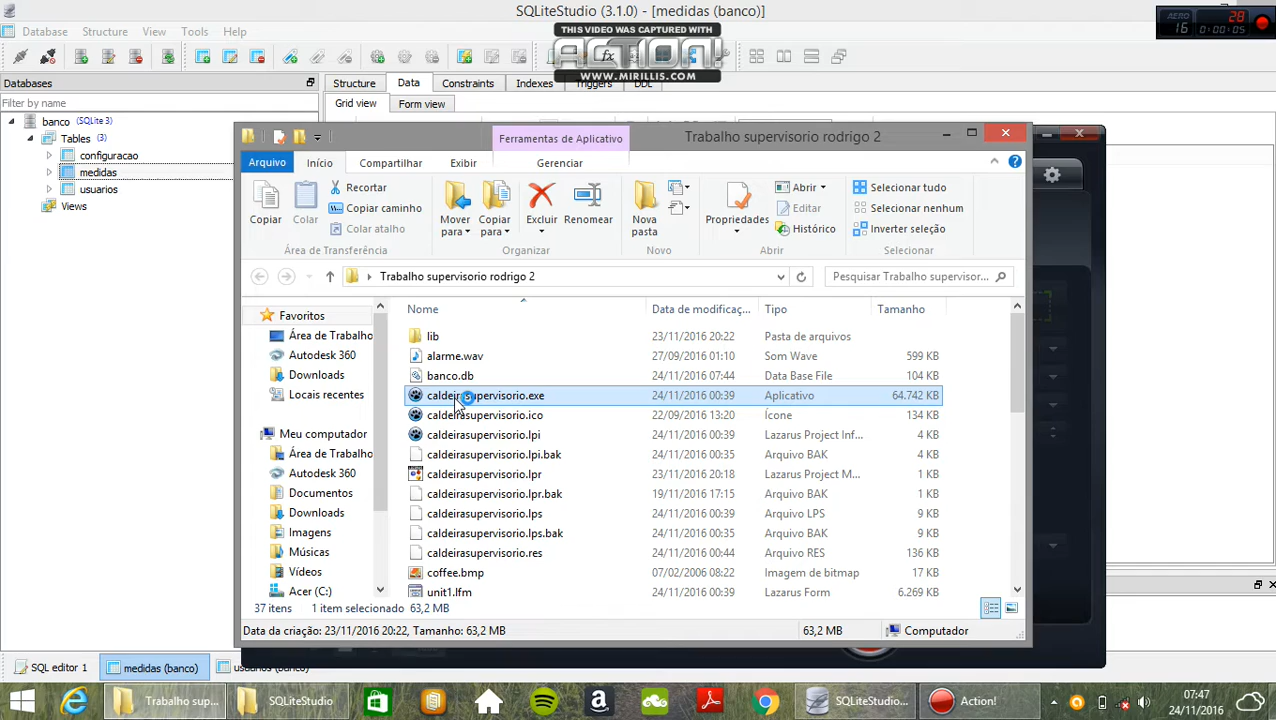 SQLiteStudio (3.1.0) - [medidas (banco)]
Database Structure View Tools Help
THIS VIDEO WAS CAPTURED WITH
ACTION!
WWW.MIRILLIS.COM
AERO 16 28 0:00:05
Databases
Structure Data Constraints Indexes Triggers DDL
Filter by name
Grid view Form view
banco (SQLite 3)
Tables (3)
configuracao
medidas
usuarios
Views
Ferramentas de Aplicativo
Trabalho supervisorio rodrigo 2
Arquivo Início Compartilhar Exibir Gerenciar
Copiar
Colar
Recortar
Copiar caminho
Colar atalho
Mover para
Copiar para
Excluir
Renomear
Nova pasta
Propriedades
Abrir
Editar
Histórico
Selecionar tudo
Selecionar nenhum
Inverter seleção
Área de Transferência Organizar Novo Abrir Selecionar
Trabalho supervisorio rodrigo 2
Pesquisar Trabalho supervisor...
Favoritos
Área de Trabalho
Autodesk 360
Downloads
Locais recentes
Meu computador
Área de Trabalho
Autodesk 360
Documentos
Downloads
Imagens
Músicas
Vídeos
Acer (C:)
Nome Data de modificaç... Tipo Tamanho
lib 23/11/2016 20:22 Pasta de arquivos
alarme.wav 27/09/2016 01:10 Som Wave 599 KB
banco.db 24/11/2016 07:44 Data Base File 104 KB
caldeirasupervisorio.exe 24/11/2016 00:39 Aplicativo 64.742 KB
caldeirasupervisorio.ico 22/09/2016 13:20 Ícone 134 KB
caldeirasupervisorio.lpi 24/11/2016 00:39 Lazarus Project Inf... 4 KB
caldeirasupervisorio.lpi.bak 24/11/2016 00:35 Arquivo BAK 4 KB
caldeirasupervisorio.lpr 23/11/2016 20:18 Lazarus Project M... 1 KB
caldeirasupervisorio.lpr.bak 19/11/2016 17:15 Arquivo BAK 1 KB
caldeirasupervisorio.lps 24/11/2016 00:39 Arquivo LPS 9 KB
caldeirasupervisorio.lps.bak 24/11/2016 00:35 Arquivo BAK 9 KB
caldeirasupervisorio.res 24/11/2016 00:44 Arquivo RES 136 KB
coffee.bmp 07/02/2006 08:22 Imagem de bitmap 17 KB
unit1.lfm 24/11/2016 00:39 Lazarus Form 6.269 KB
37 itens 1 item selecionado 63,2 MB
Data da criação: 23/11/2016 20:22, Tamanho: 63,2 MB 63,2 MB Computador
SQL editor 1 medidas (banco) usuarios (banco)
Trabalho sup... SQLiteStudio SQLiteStudio... Action!
07:47
24/11/2016